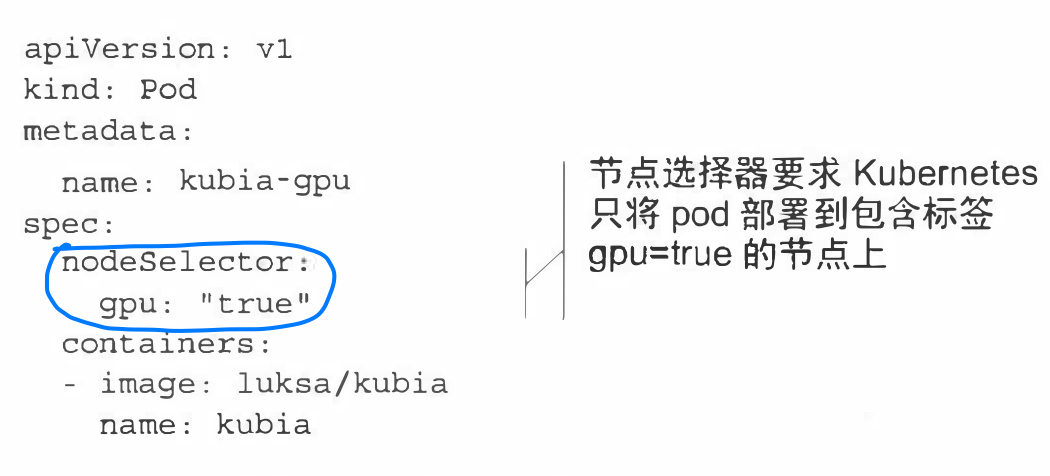 apiVersion: v1
kind: Pod
metadata:
  name: kubia-gpu
spec:
  nodeSelector:
    gpu: "true"
  containers:
  - image: luksa/kubia
    name: kubia
节点选择器要求 Kubernetes
只将 pod 部署到包含标签
gpu=true 的节点上